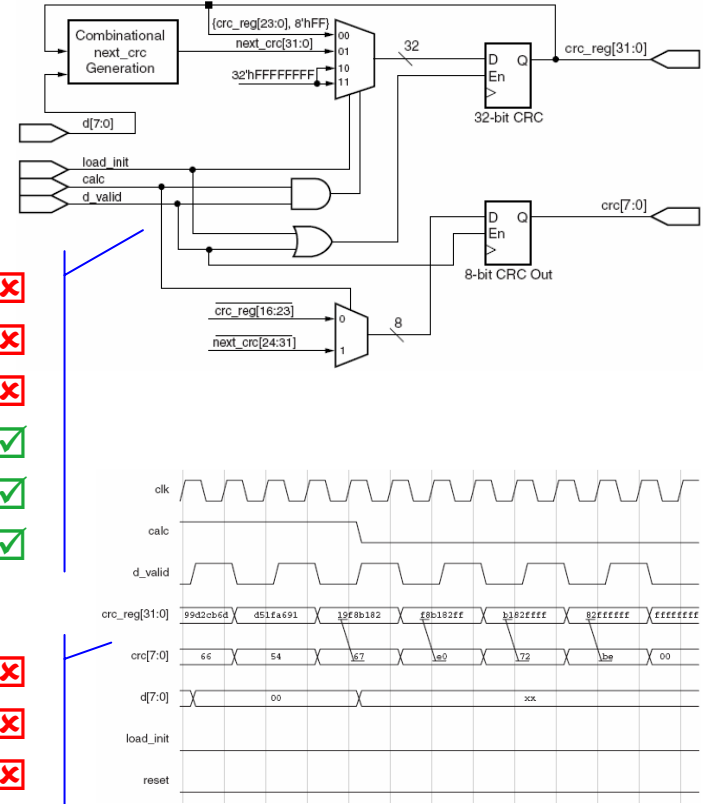 {crc_reg[23:0], 8'hFF}
Combinational
next_crc
Generation
next_crc[31:0]
32'hFFFFFFFF
00
01
10
11
32
D Q
En
32-bit CRC
crc_reg[31:0]
d[7:0]
load_init
calc
d_valid
D Q
En
8-bit CRC Out
crc[7:0]
crc_reg[16:23]
next_crc[24:31]
0
1
8
clk
calc
d_valid
crc_reg[31:0] 99d2cb6d d51fa691 19f8b182 f8b182ff b182ffff 82ffffff ffffffff
crc[7:0] 66 54 67 e0 72 be 00
d[7:0] 00 xx
load_init
reset